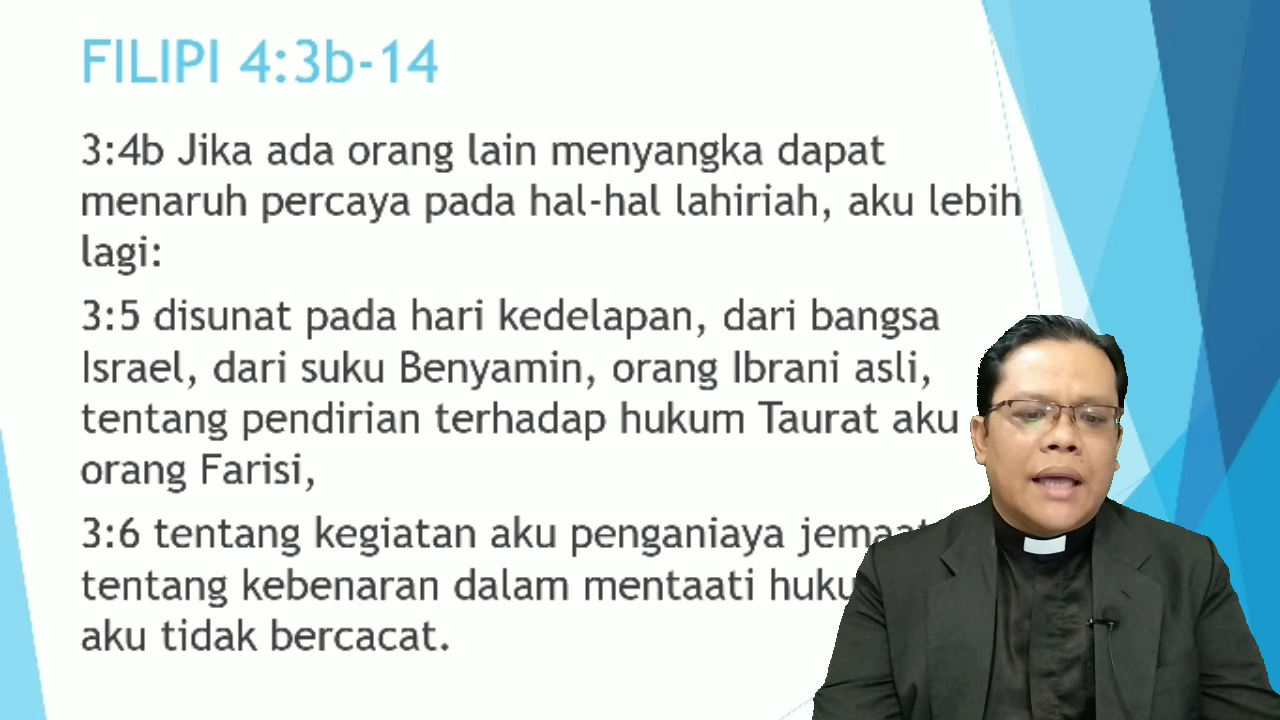 FILIPI 4:3b-14
3:4b Jika ada orang lain menyangka dapat
menaruh percaya pada hal-hal lahiriah, aku lebih
lagi:
3:5 disunat pada hari kedelapan, dari bangsa
Israel, dari suku Benyamin, orang Ibrani asli,
tentang pendirian terhadap hukum Taurat aku
orang Farisi,
3:6 tentang kegiatan aku penganiaya
tentang kebenaran dalam mentaati
aku tidak bercacat.